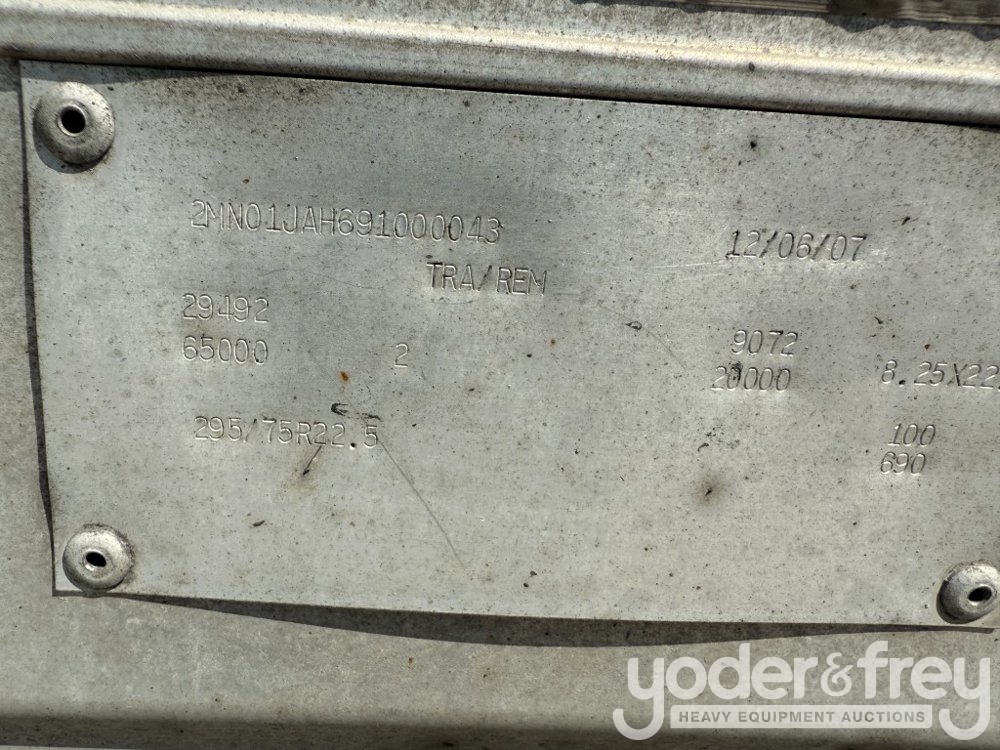 2MN01JAH691000043
12/06/07
TRA/REM
29492
9072
65000 2
20000 8.25X22
295/75R22.5
100
690
yoder&frey
HEAVY EQUIPMENT AUCTIONS